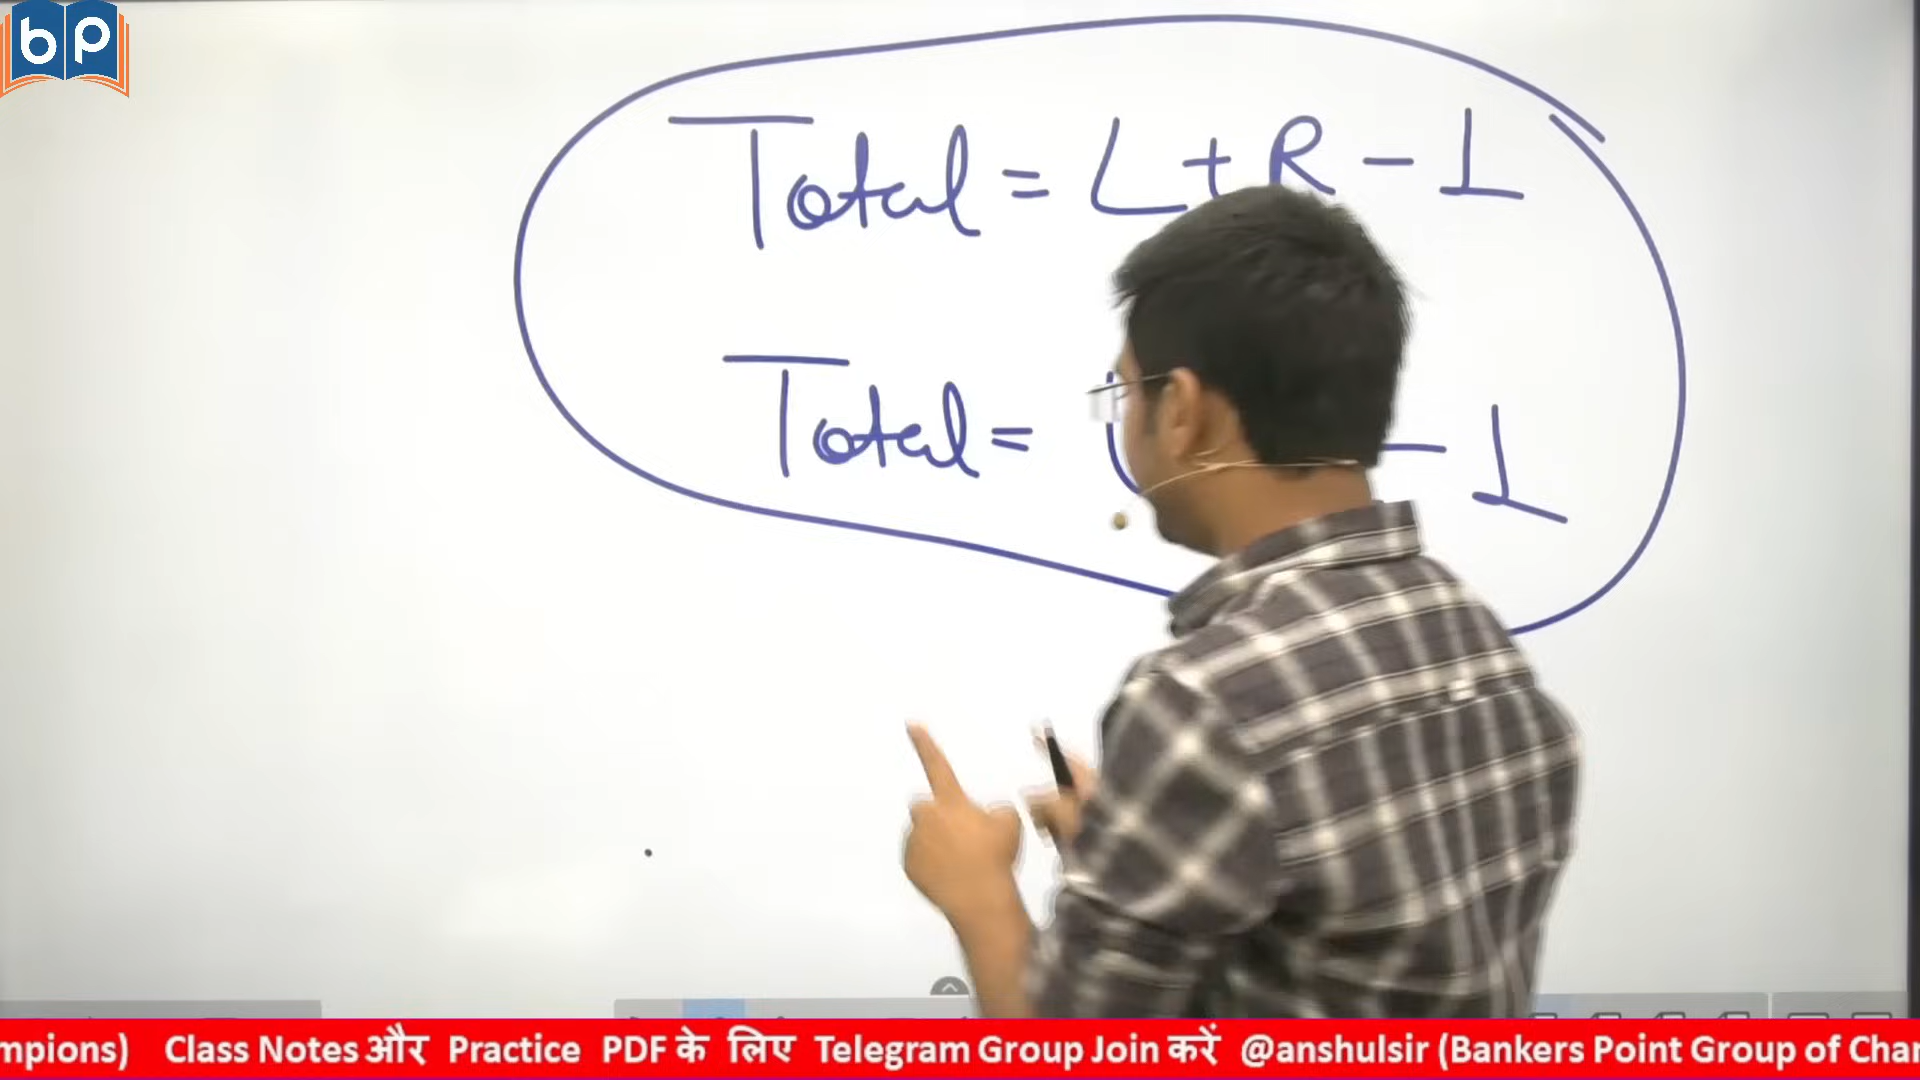 bp
Total = L + R - 1
Total = - 1
mpions) Class Notes और Practice PDF के लिए Telegram Group Join करें @anshulsir (Bankers Point Group of Char